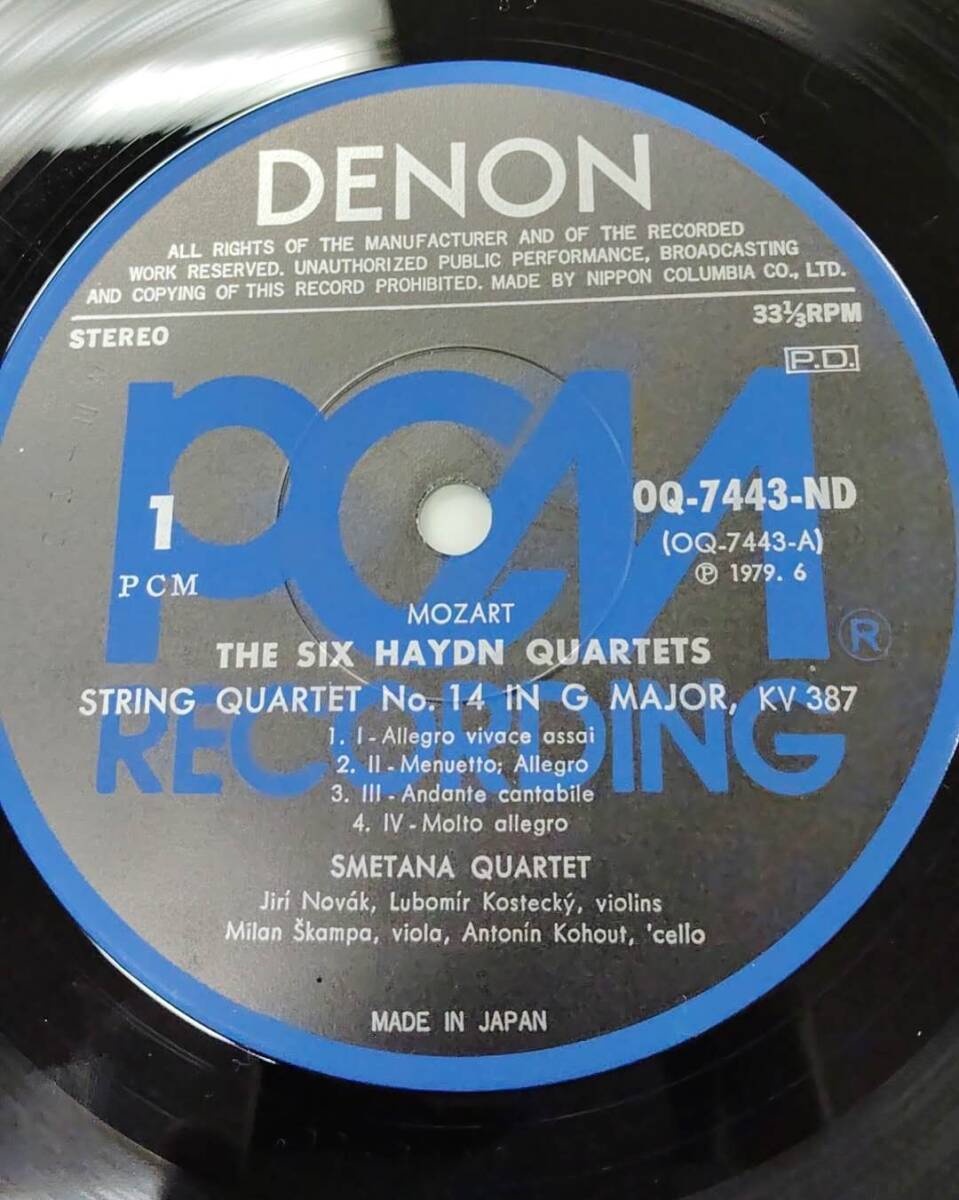 DENON
ALL RIGHTS OF THE MANUFACTURER AND OF THE RECORDED
WORK RESERVED. UNAUTHORIZED PUBLIC PERFORMANCE, BROADCASTING
AND COPYING OF THIS RECORD PROHIBITED. MADE BY NIPPON COLUMBIA CO., LTD.
STEREO
33⅓RPM
P.D.
PCM
RECORDING
®
1
PCM
OQ-7443-ND
(OQ-7443-A)
℗ 1979. 6
MOZART
THE SIX HAYDN QUARTETS
STRING QUARTET No. 14 IN G MAJOR, KV 387
1. I - Allegro vivace assai
2. II - Menuetto; Allegro
3. III - Andante cantabile
4. IV - Molto allegro
SMETANA QUARTET
Jirí Novák, Lubomír Kostecký, violins
Milan Škampa, viola, Antonín Kohout, 'cello
MADE IN JAPAN